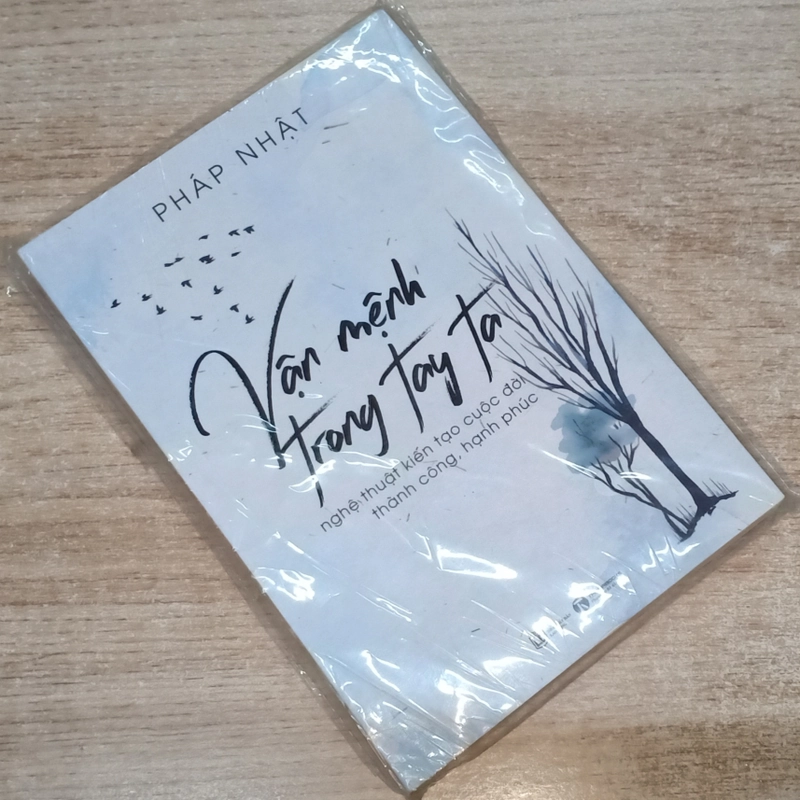 PHÁP NHẬT
Vận mệnh
trong tay ta
nghệ thuật kiến tạo cuộc đời
thành công, hạnh phúc